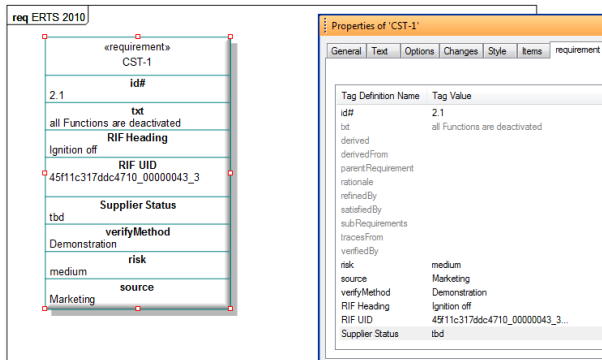 req ERTS 2010
«requirement»
CST-1
id#
2.1
txt
all Functions are deactivated
RIF Heading
Ignition off
RIF UID
45f11c317ddc4710_00000043_3
Supplier Status
tbd
verifyMethod
Demonstration
risk
medium
source
Marketing
Properties of 'CST-1'
General Text Options Changes Style Items requirement
Tag Definition Name Tag Value
id# 2.1
txt all Functions are deactivated
derived
derivedFrom
parentRequirement
rationale
refinedBy
satisfiedBy
subRequirements
tracesFrom
verifiedBy
risk medium
source Marketing
verifyMethod Demonstration
RIF Heading Ignition off
RIF UID 45f11c317ddc4710_00000043_3...
Supplier Status tbd